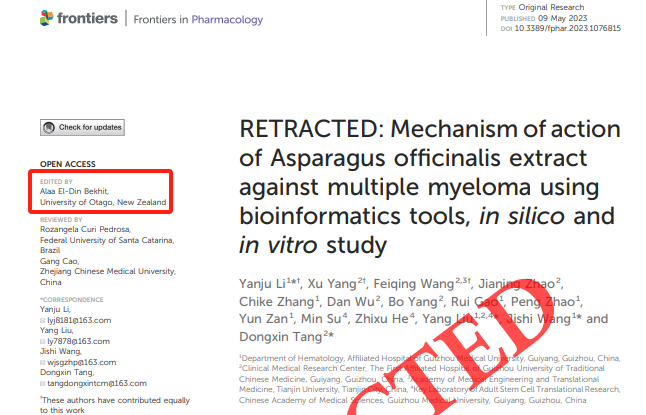 frontiers | Frontiers in Pharmacology
TYPE Original Research
PUBLISHED 09 May 2023
DOI 10.3389/fphar.2023.1076815
Check for updates
OPEN ACCESS
EDITED BY
Alaa El-Din Bekhit,
University of Otago, New Zealand
REVIEWED BY
Rozangela Curi Pedrosa,
Federal University of Santa Catarina,
Brazil
Gang Cao,
Zhejiang Chinese Medical University,
China
*CORRESPONDENCE
Yanju Li,
lyj8181@163.com
Yang Liu,
ly7878@163.com
Jishi Wang,
wjsgzhp@163.com
Dongxin Tang,
tangdongxintcm@163.com
†These authors have contributed equally
to this work
RETRACTED: Mechanism of action
of Asparagus officinalis extract
against multiple myeloma using
bioinformatics tools, in silico and
in vitro study
Yanju Li1*†, Xu Yang2†, Feiqing Wang2,3†, Jianing Zhao2,
Chike Zhang1, Dan Wu2, Bo Yang2, Rui Gao1, Peng Zhao1,
Yun Zan1, Min Su4, Zhixu He4, Yang Liu1,2,4*, Jishi Wang1* and
Dongxin Tang2*
1Department of Hematology, Affiliated Hospital of Guizhou Medical University, Guiyang, Guizhou, China,
2Clinical Medical Research Center, The First Affiliated Hospital of Guizhou University of Traditional
Chinese Medicine, Guiyang, Guizhou, China, 3Academy of Medical Engineering and Translational
Medicine, Tianjin University, Tianjin City, China, 4Key Laboratory of Adult Stem Cell Translational Research,
Chinese Academy of Medical Sciences, Guizhou Medical University, Guiyang, Guizhou, China
CTED